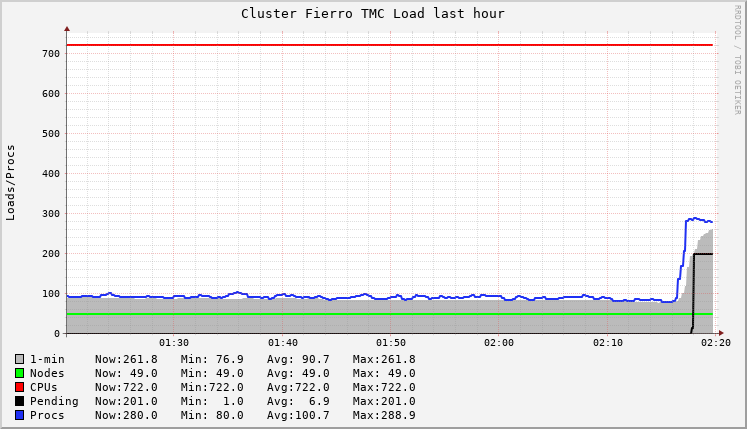 Cluster Fierro TMC Load last hour
RRDTOOL / TOBI OETIKER
Loads/Procs
700
600
500
400
300
200
100
0
01:30 01:40 01:50 02:00 02:10 02:20
1-min Now:261.8 Min: 76.9 Avg: 90.7 Max:261.8
Nodes Now: 49.0 Min: 49.0 Avg: 49.0 Max: 49.0
CPUs Now:722.0 Min:722.0 Avg:722.0 Max:722.0
Pending Now:201.0 Min: 1.0 Avg: 6.9 Max:201.0
Procs Now:280.0 Min: 80.0 Avg:100.7 Max:288.9